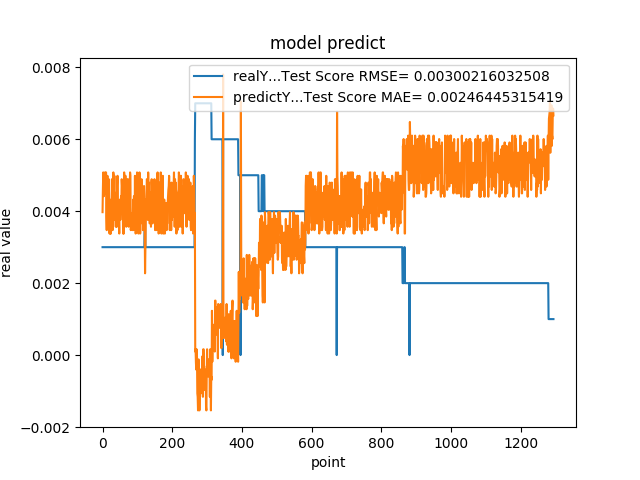 model predict
realY...Test Score RMSE= 0.00300216032508
predictY...Test Score MAE= 0.00246445315419
real value
0.008
0.006
0.004
0.002
0.000
−0.002
0 200 400 600 800 1000 1200
point